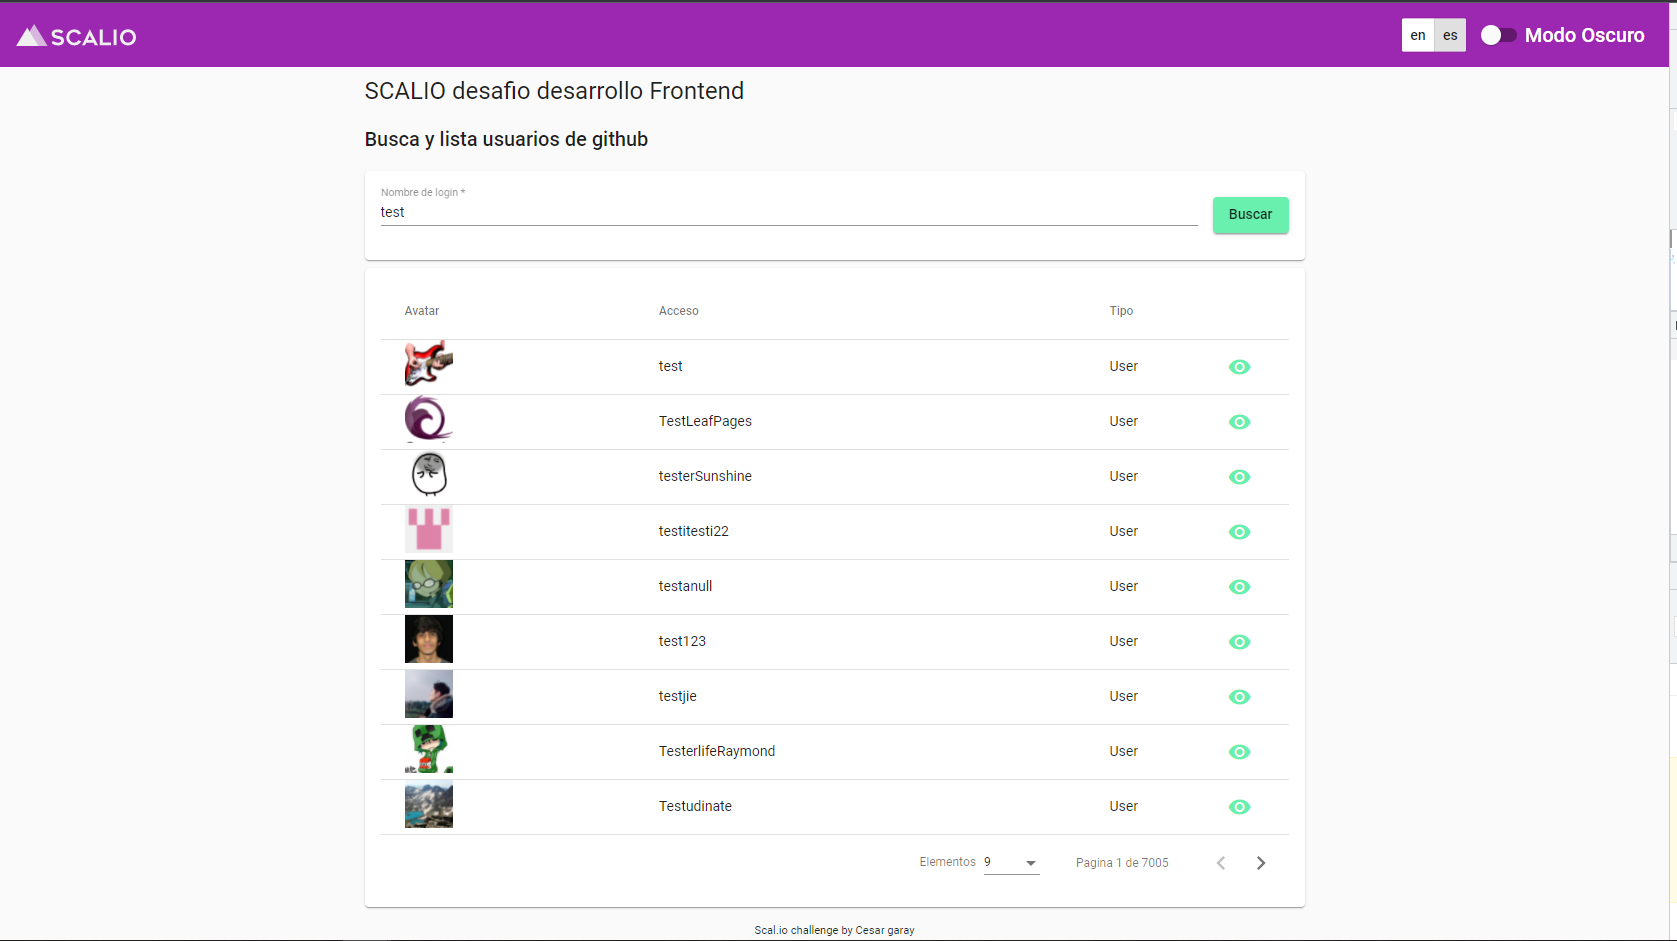 SCALIO
en es Modo Oscuro
SCALIO desafio desarrollo Frontend
Busca y lista usuarios de github
Nombre de login *
test
Buscar
Avatar Acceso Tipo
test User
TestLeafPages User
testerSunshine User
testitesti22 User
testanull User
test123 User
testjie User
TesterlifeRaymond User
Testudinate User
Elementos 9 Pagina 1 de 7005
Scal.io challenge by Cesar garay